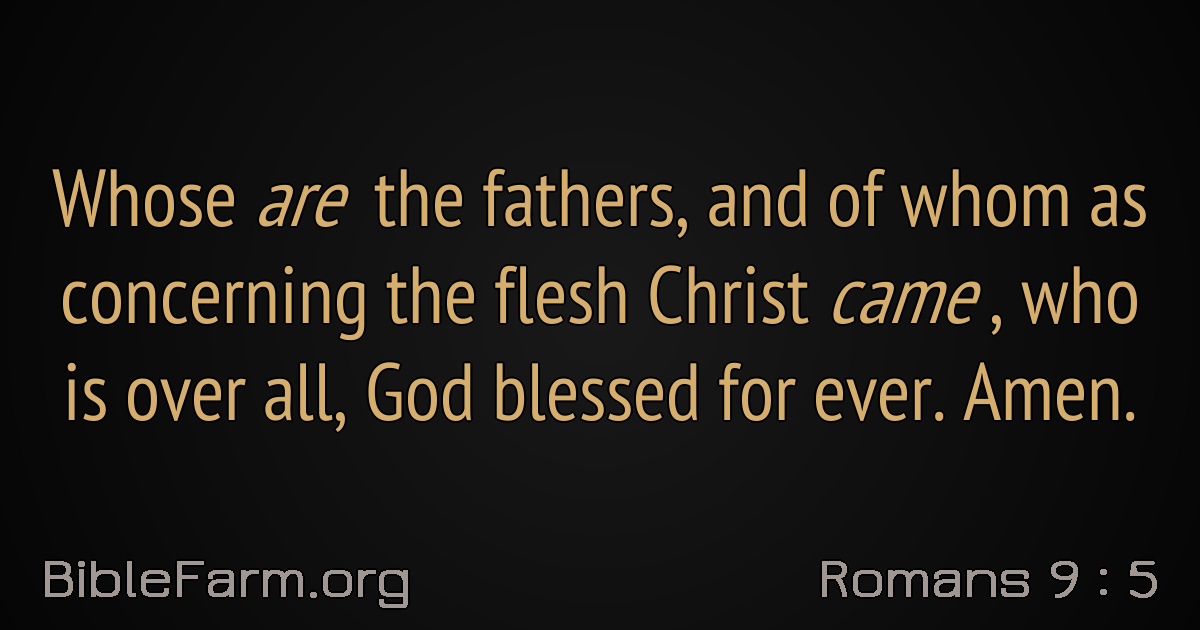 Whose are the fathers, and of whom as
concerning the flesh Christ came , who
is over all, God blessed for ever. Amen.
BibleFarm.org
Romans 9 : 5